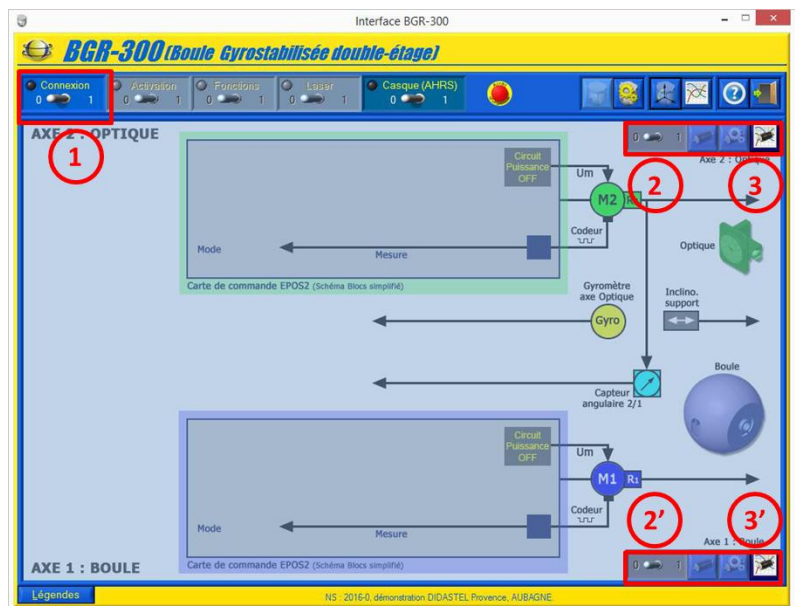 Interface BGR-300
BGR-300 (Boule Gyrostabilisée double-étage)
Connexion
0 1
Activation
0 1
Fonctions
0 1
Laser
0 1
Casque (AHRS)
0 1
1
AXE 2 : OPTIQUE
0 1
Axe 2 : Optique
2
3
Circuit
Puissance
OFF
Um
M2
Codeur
Mode
Mesure
Carte de commande EPOS2 (Schéma Blocs simplifié)
Optique
Gyromètre
axe Optique
Gyro
Inclino.
support
Boule
Capteur
angulaire 2/1
Circuit
Puissance
OFF
Um
M1
R1
Codeur
Mode
Mesure
Carte de commande EPOS2 (Schéma Blocs simplifié)
2'
3'
Axe 1 : Boule
0 1
AXE 1 : BOULE
Légendes
NS : 2016-0, démonstration DIDASTEL Provence, AUBAGNE.